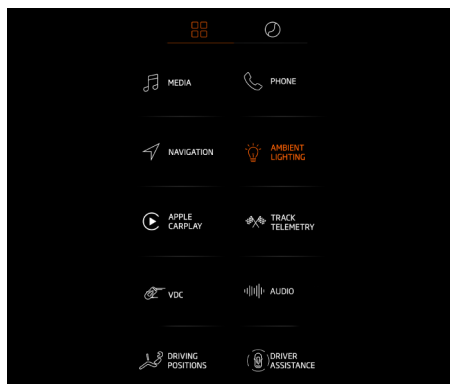 MEDIA
PHONE
NAVIGATION
AMBIENT
LIGHTING
APPLE
CARPLAY
TRACK
TELEMETRY
VDC
AUDIO
DRIVING
POSITIONS
DRIVER
ASSISTANCE